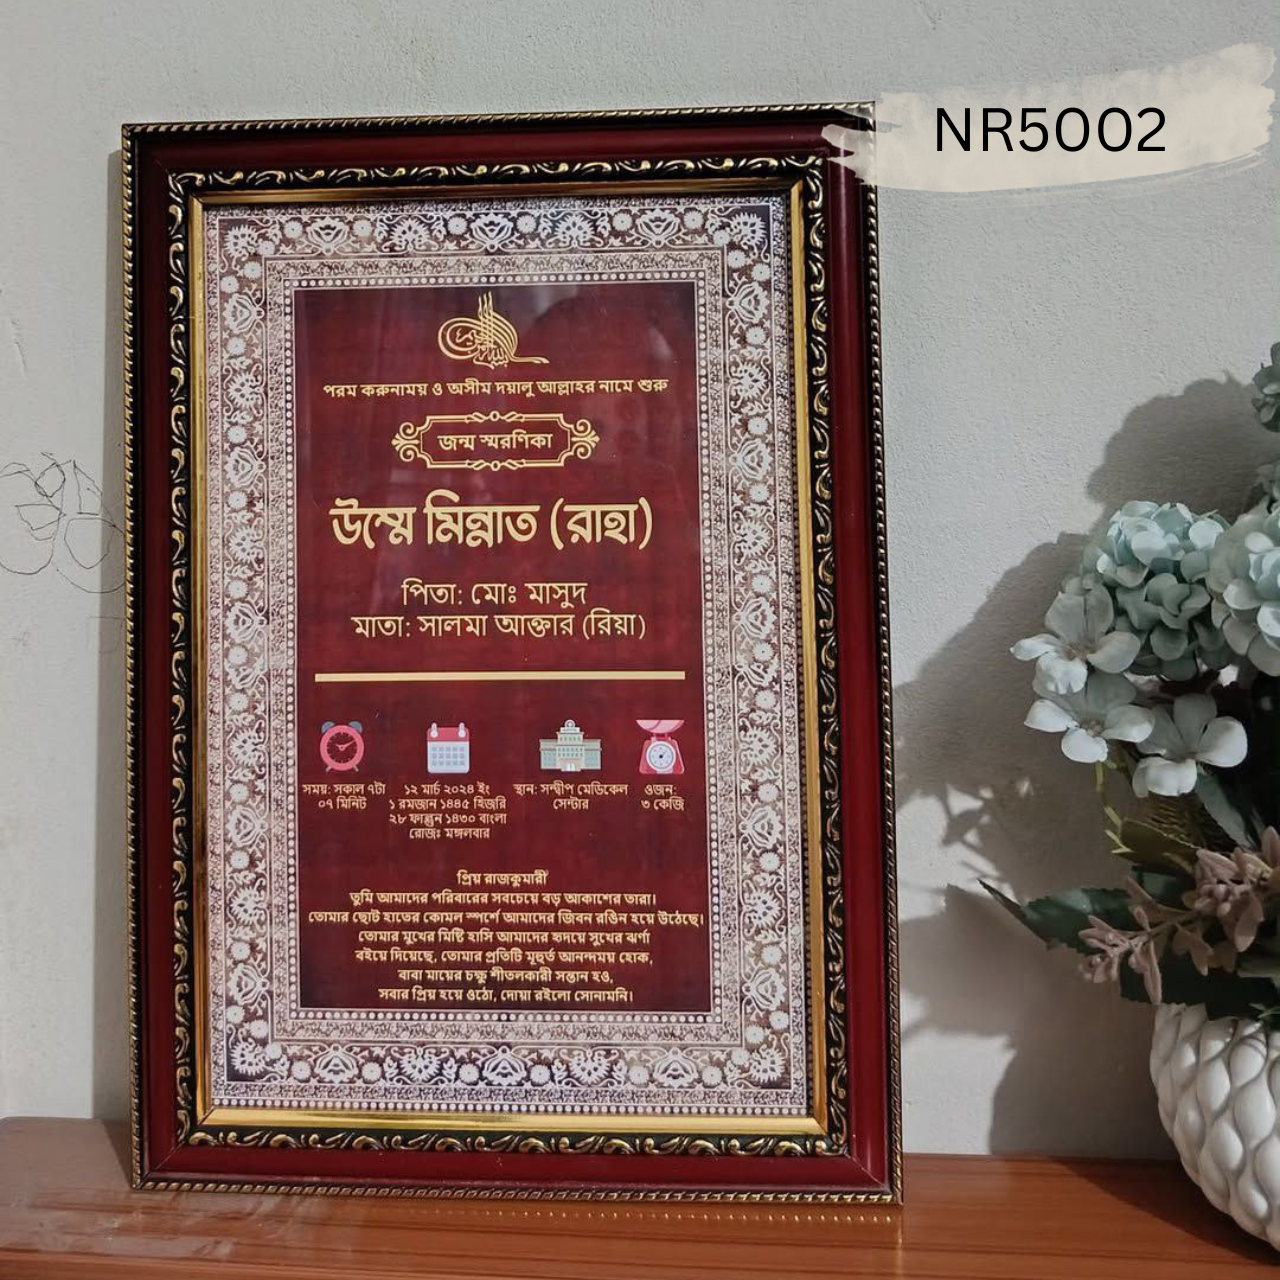 NR5002
পরম করুনাময় ও অসীম দয়ালু আল্লাহর নামে শুরু
জন্ম স্মরণিকা
উম্মে মিন্নাত (রাহা)
পিতা: মোঃ মাসুদ
মাতা: সালমা আক্তার (রিয়া)
সময়: সকাল ৭টা
০৭ মিনিট
১২ মার্চ ২০২৪ ইং
১ রমজান ১৪৪৫ হিজরি
২৮ ফাল্গুন ১৪৩০ বাংলা
রোজঃ মঙ্গলবার
স্থান: সন্দ্বীপ মেডিকেল
সেন্টার
ওজন:
৩ কেজি
প্রিয় রাজকুমারী
তুমি আমাদের পরিবারের সবচেয়ে বড় আকাশের তারা।
তোমার ছোট হাতের কোমল স্পর্শে আমাদের জিবন রঙিন হয়ে উঠেছে।
তোমার মুখের মিষ্টি হাসি আমাদের হৃদয়ে সুখের ঝর্ণা
বইয়ে দিয়েছে, তোমার প্রতিটি মূহুর্ত আনন্দময় হোক,
বাবা মায়ের চক্ষু শীতলকারী সন্তান হও,
সবার প্রিয় হয়ে ওঠো, দোয়া রইলো সোনামনি।